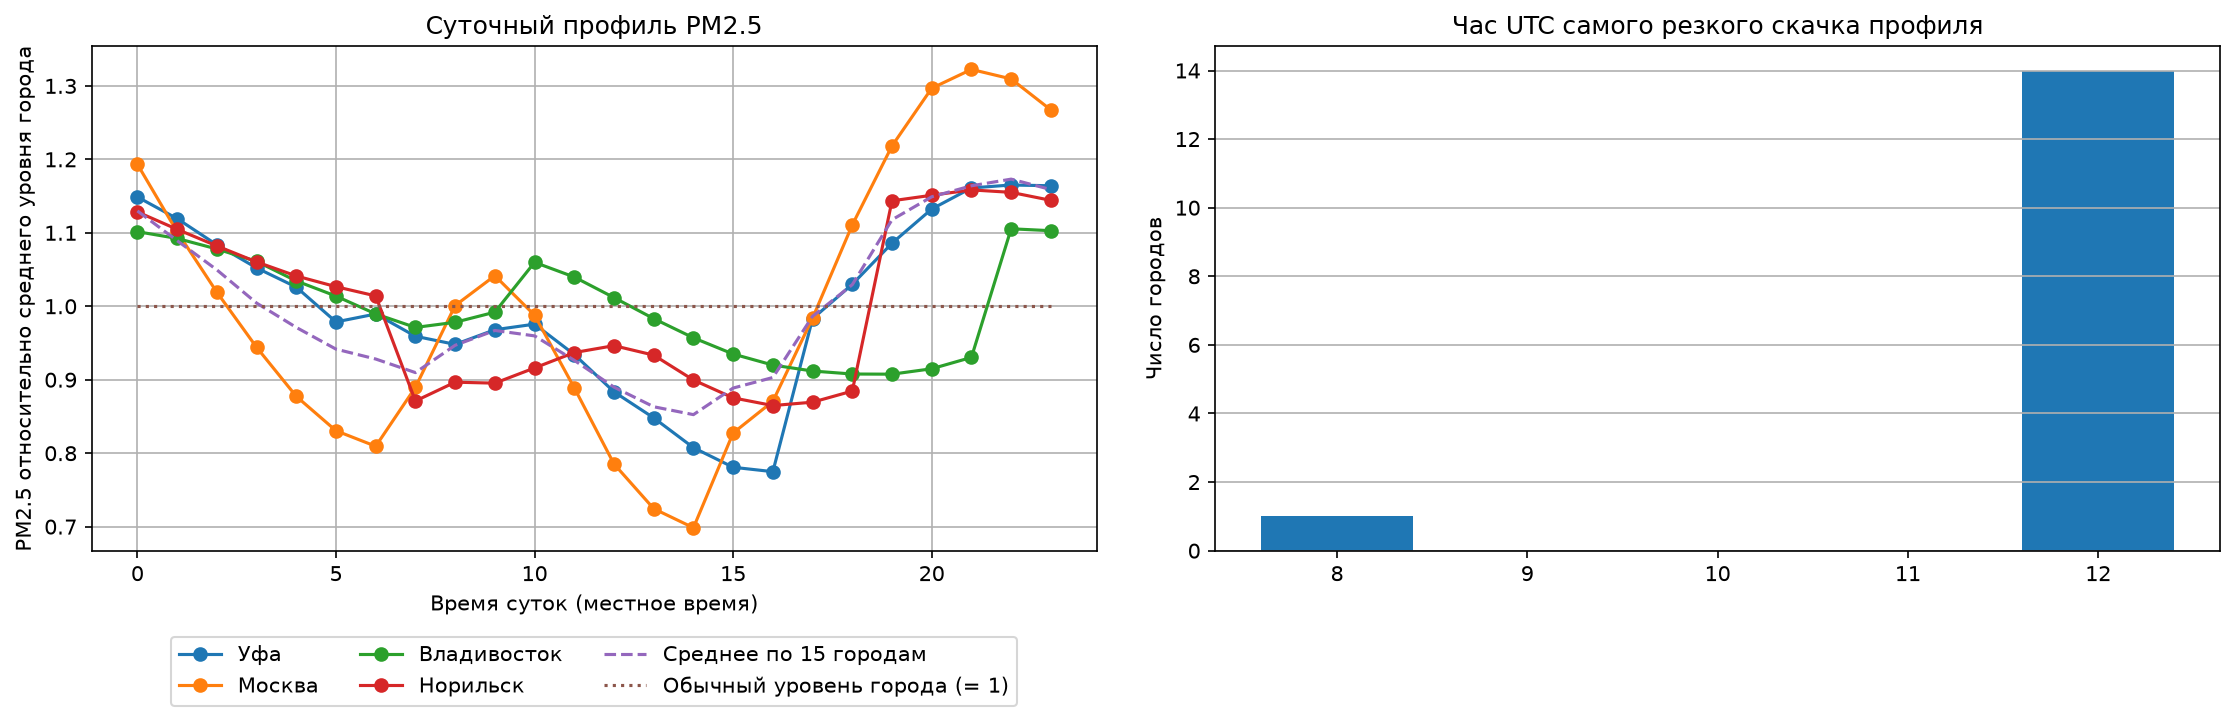 Суточный профиль PM2.5
PM2.5 относительно среднего уровня города
1.3
1.2
1.1
1.0
0.9
0.8
0.7
0 5 10 15 20
Время суток (местное время)
Уфа
Москва
Владивосток
Норильск
Среднее по 15 городам
Обычный уровень города (= 1)
Час UTC самого резкого скачка профиля
Число городов
14
12
10
8
6
4
2
0
8 9 10 11 12